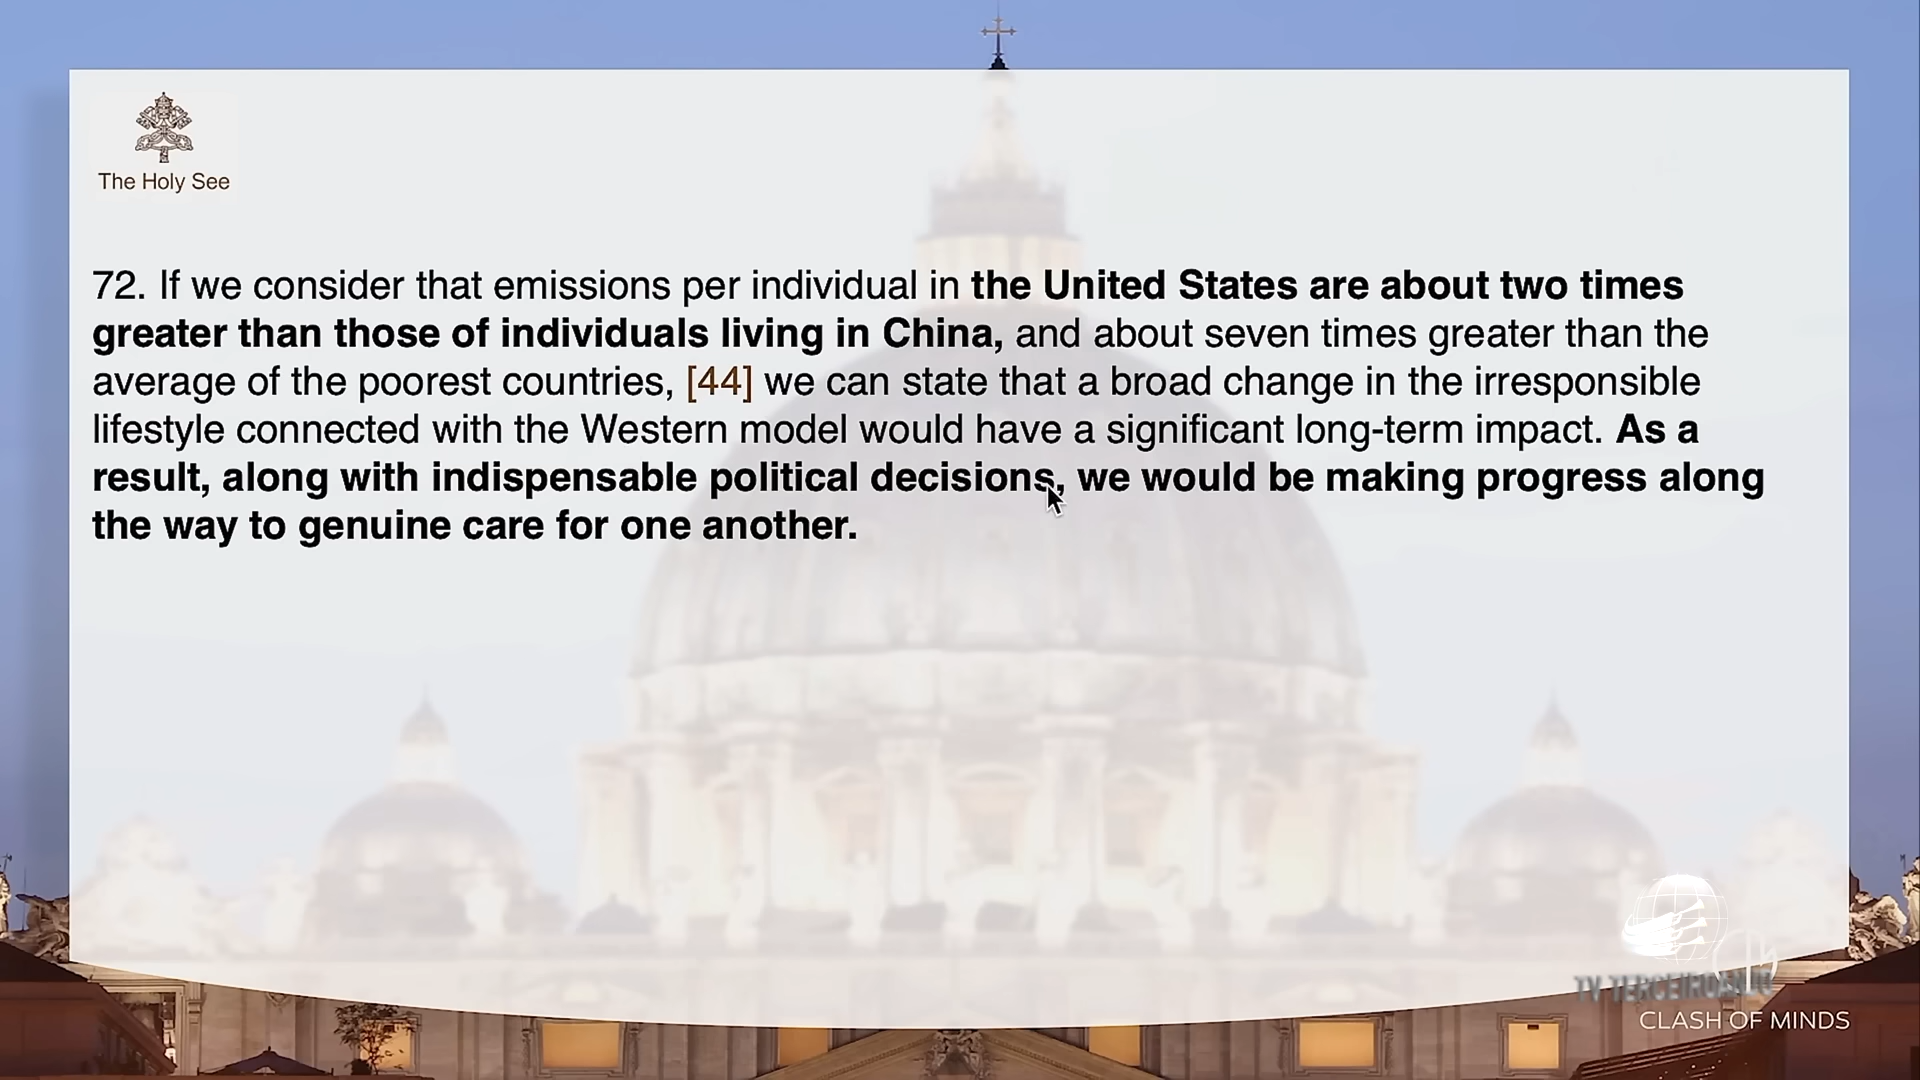 The Holy See
72. If we consider that emissions per individual in the United States are about two times
greater than those of individuals living in China, and about seven times greater than the
average of the poorest countries, [44] we can state that a broad change in the irresponsible
lifestyle connected with the Western model would have a significant long-term impact. As a
result, along with indispensable political decisions, we would be making progress along
the way to genuine care for one another.
TV TERCEIROANJO
CLASH OF MINDS